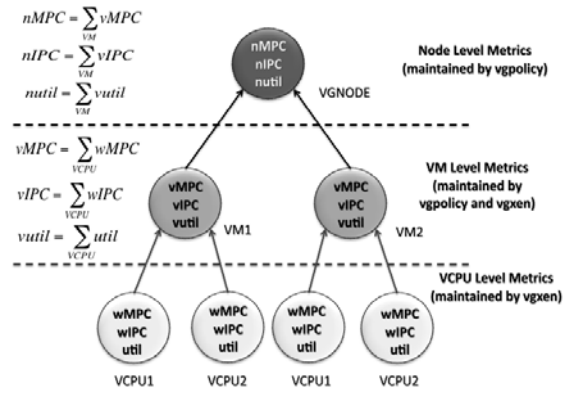 nMPC = ∑ vMPC
VM
nIPC = ∑ vIPC
VM
nutil = ∑ vutil
VM
nMPC
nIPC
nutil
VGNODE
Node Level Metrics
(maintained by vgpolicy)
vMPC = ∑ wMPC
VCPU
vIPC = ∑ wIPC
VCPU
vutil = ∑ util
VCPU
vMPC
vIPC
vutil
VM1
vMPC
vIPC
vutil
VM2
VM Level Metrics
(maintained by
vgpolicy and vgxen)
VCPU Level Metrics
(maintained by vgxen)
wMPC
wIPC
util
VCPU1
wMPC
wIPC
util
VCPU2
wMPC
wIPC
util
VCPU1
wMPC
wIPC
util
VCPU2